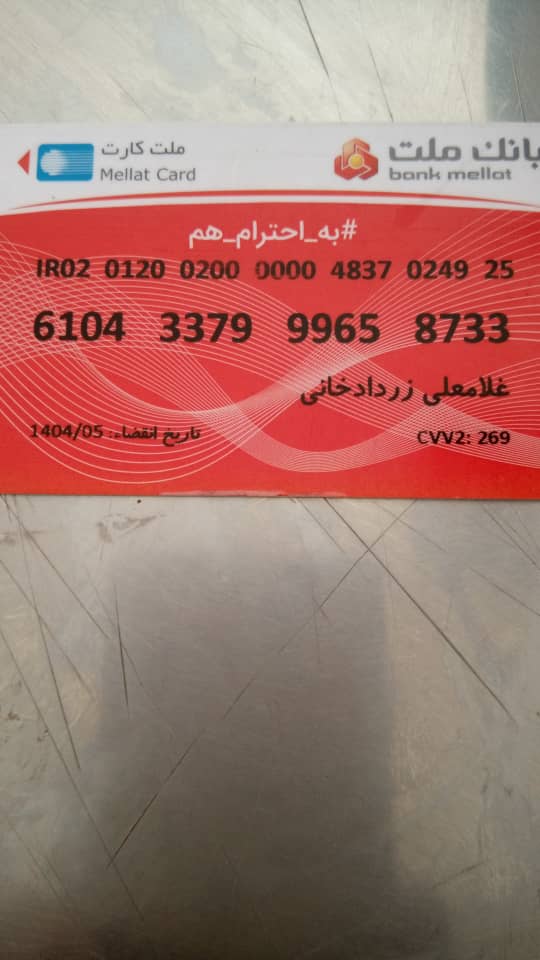 ملت کارت
Mellat Card
بانک ملت
bank mellat
#به_احترام_هم
IR02 0120 0200 0000 4837 0249 25
6104 3379 9965 8733
غلامعلی زردادخانی
تاریخ انقضاء: 1404/05
CVV2: 269